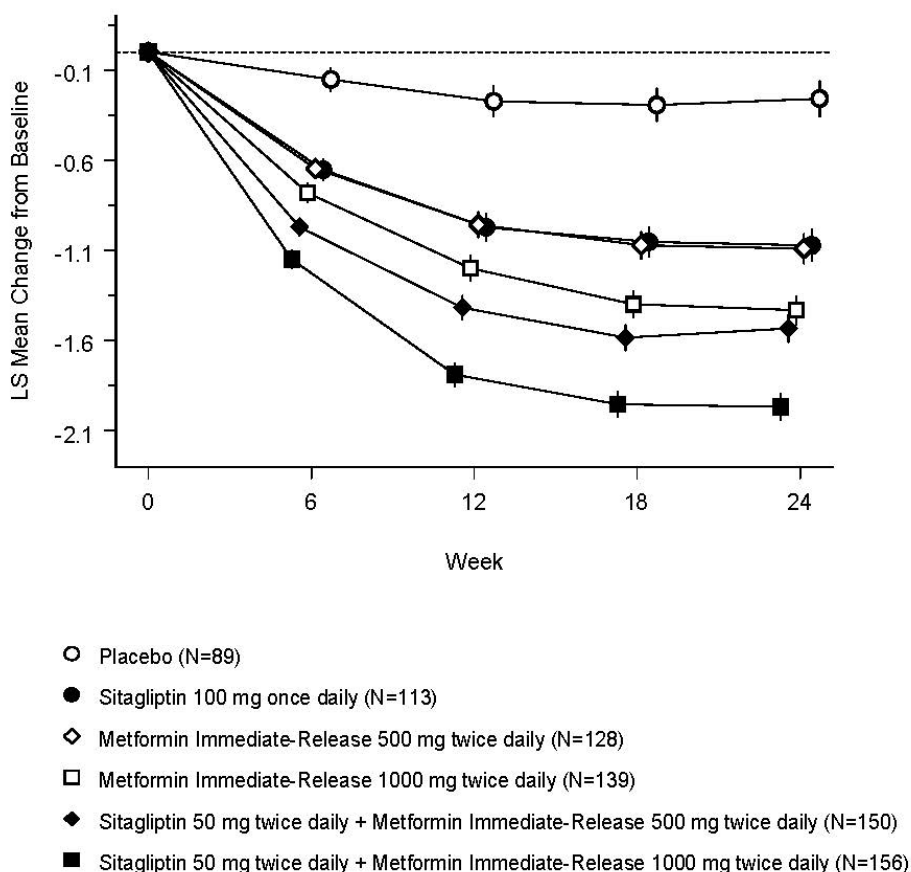 LS Mean Change from Baseline
-0.1
-0.6
-1.1
-1.6
-2.1
0 6 12 18 24
Week
Placebo (N=89)
Sitagliptin 100 mg once daily (N=113)
Metformin Immediate-Release 500 mg twice daily (N=128)
Metformin Immediate-Release 1000 mg twice daily (N=139)
Sitagliptin 50 mg twice daily + Metformin Immediate-Release 500 mg twice daily (N=150)
Sitagliptin 50 mg twice daily + Metformin Immediate-Release 1000 mg twice daily (N=156)